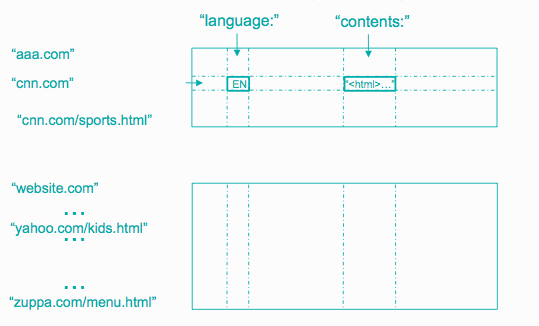 “language:” “contents:”
“aaa.com”
“cnn.com” EN “<html>...”
“cnn.com/sports.html”
“website.com”
...
“yahoo.com/kids.html”
...
...
“zuppa.com/menu.html”